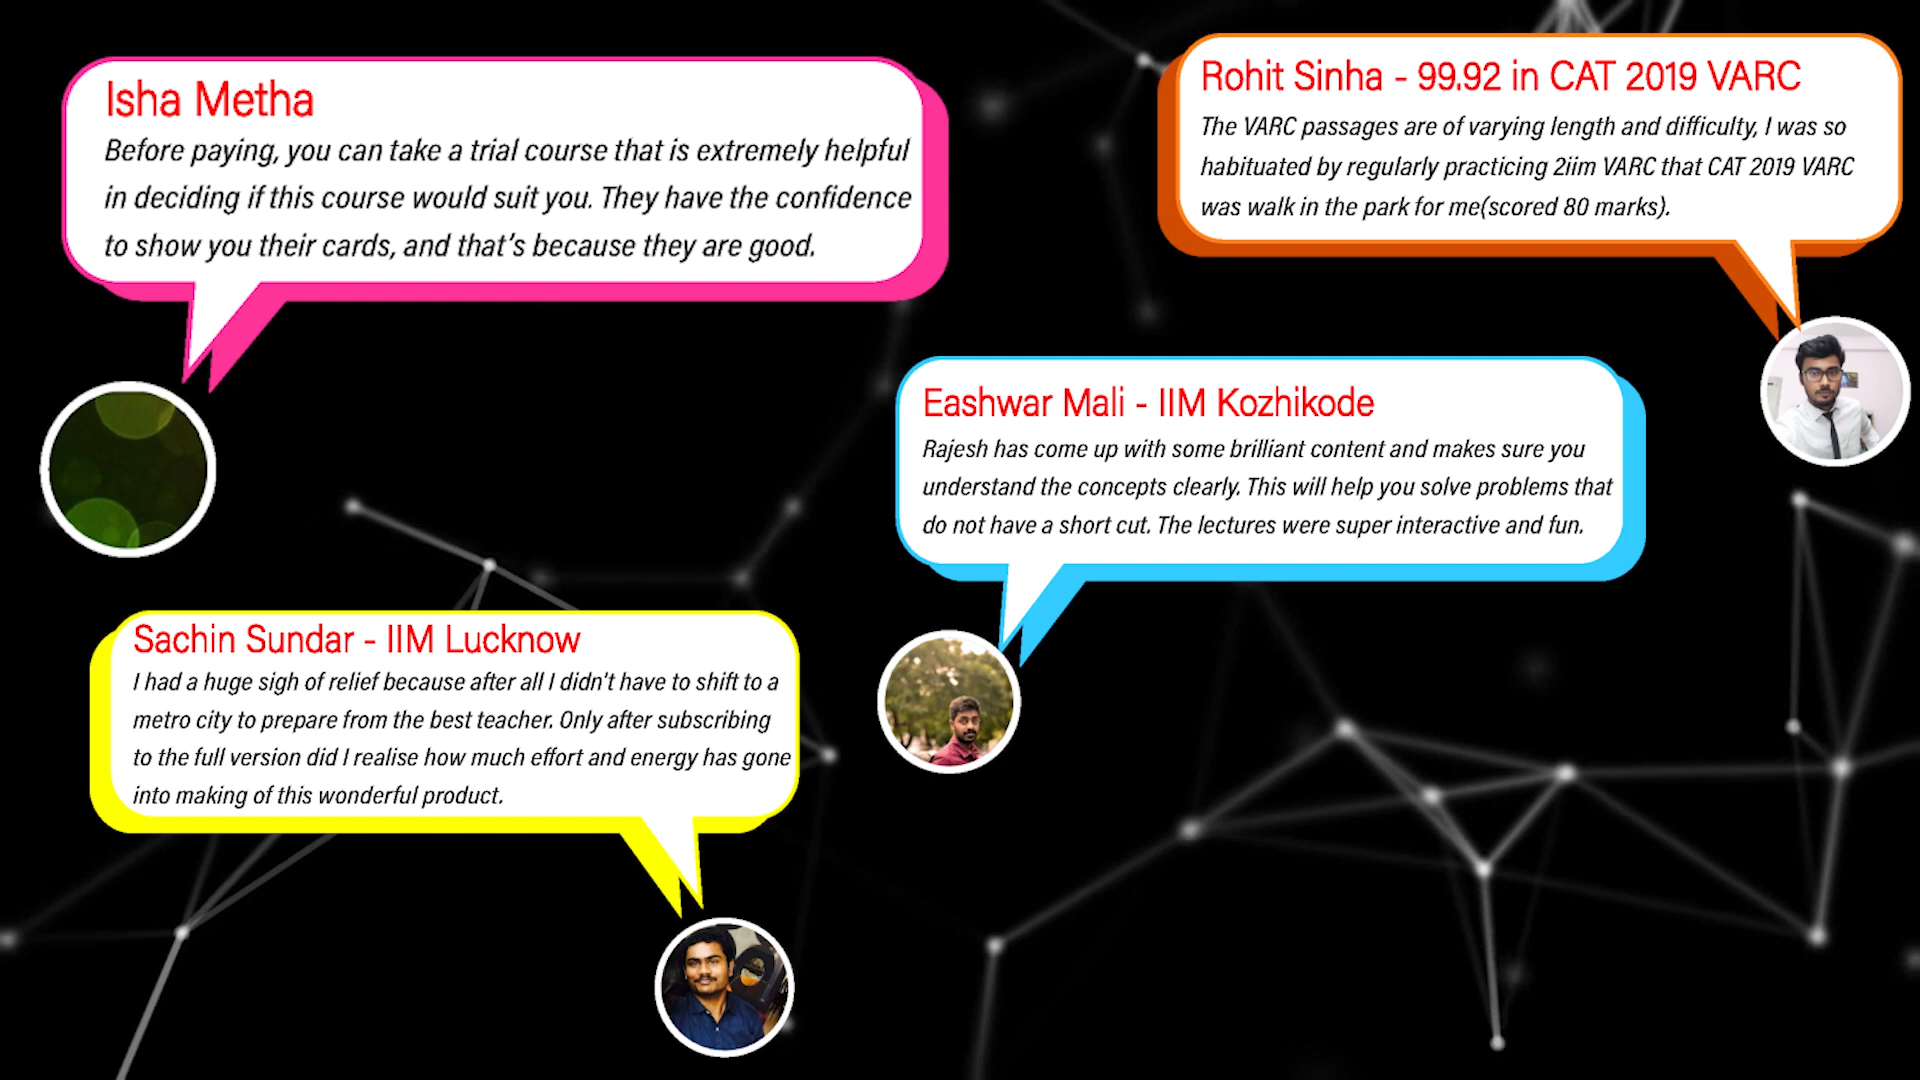 Isha Metha
Before paying, you can take a trial course that is extremely helpful
in deciding if this course would suit you. They have the confidence
to show you their cards, and that's because they are good.
Rohit Sinha - 99.92 in CAT 2019 VARC
The VARC passages are of varying length and difficulty, I was so
habituated by regularly practicing 2iim VARC that CAT 2019 VARC
was walk in the park for me(scored 80 marks).
Eashwar Mali - IIM Kozhikode
Rajesh has come up with some brilliant content and makes sure you
understand the concepts clearly. This will help you solve problems that
do not have a short cut. The lectures were super interactive and fun.
Sachin Sundar - IIM Lucknow
I had a huge sigh of relief because after all I didn't have to shift to a
metro city to prepare from the best teacher. Only after subscribing
to the full version did I realise how much effort and energy has gone
into making of this wonderful product.